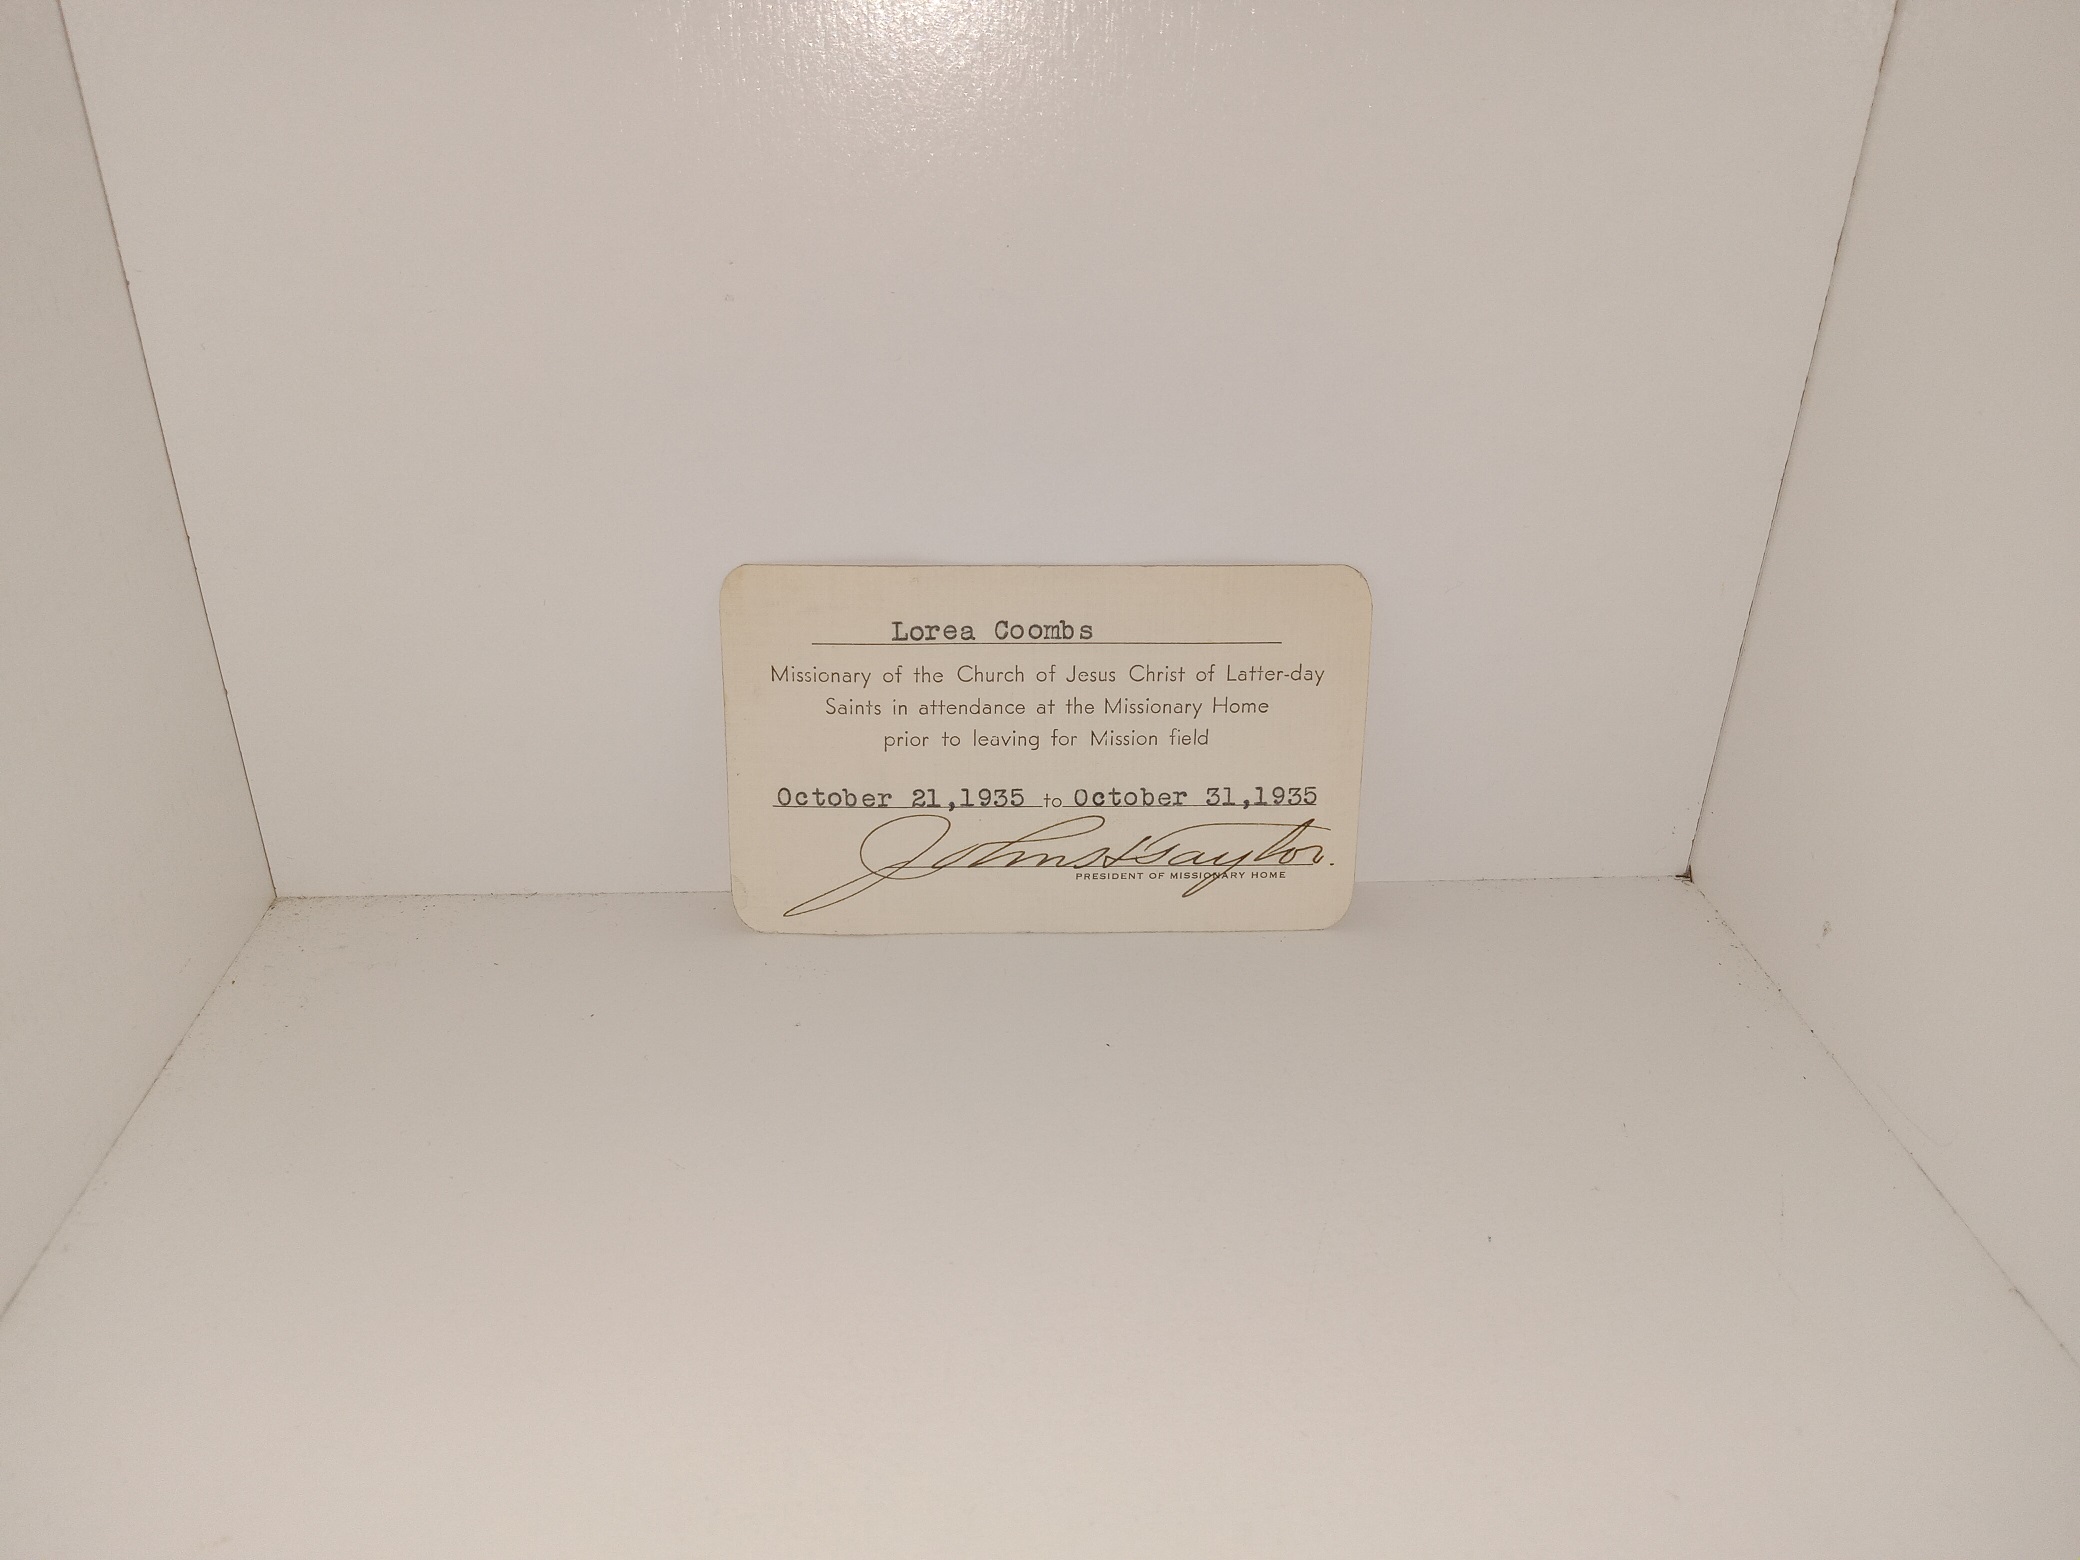 Lorea Coombs
Missionary of the Church of Jesus Christ of Latter-day
Saints in attendance at the Missionary Home
prior to leaving for Mission field
October 21,1935 to October 31,1935
John H Taylor.
PRESIDENT OF MISSIONARY HOME